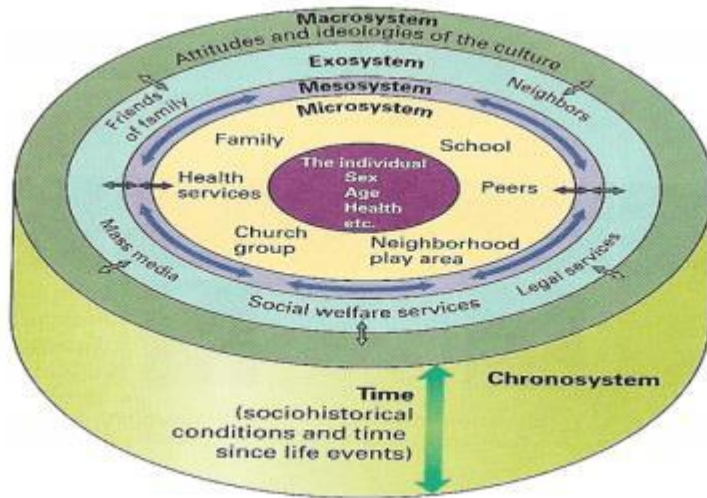 Macrosystem
Attitudes and ideologies of the culture
Exosystem
Mesosystem
Microsystem
Friends
of family
Neighbors
Family
School
The individual
Sex
Age
Health
etc.
Health
services
Peers
Church
group
Neighborhood
play area
Mass media
Social welfare services
Legal services
Time
(sociohistorical
conditions and time
since life events)
Chronosystem